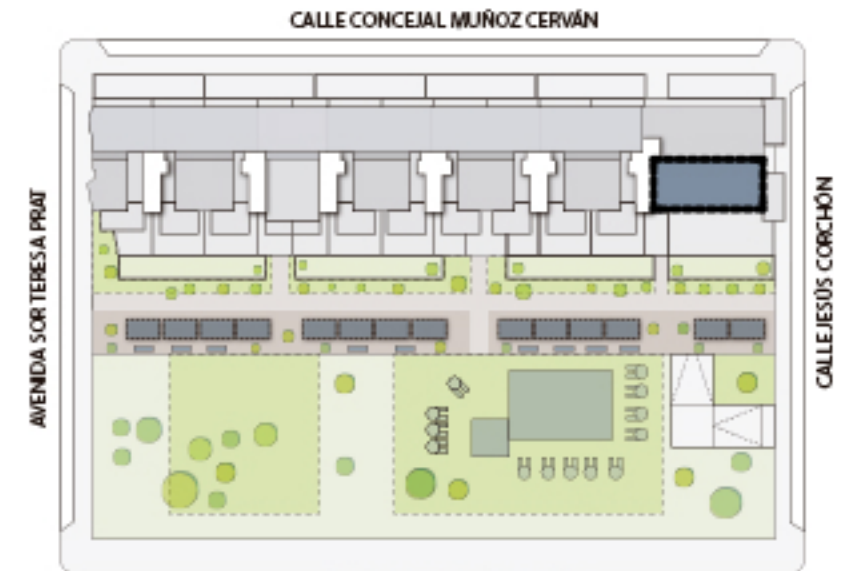 CALLE CONCEJAL MUÑOZ CERVÁN
AVENIDA SOR TERESA PRAT
CALLE JESÚS CORCHÓN